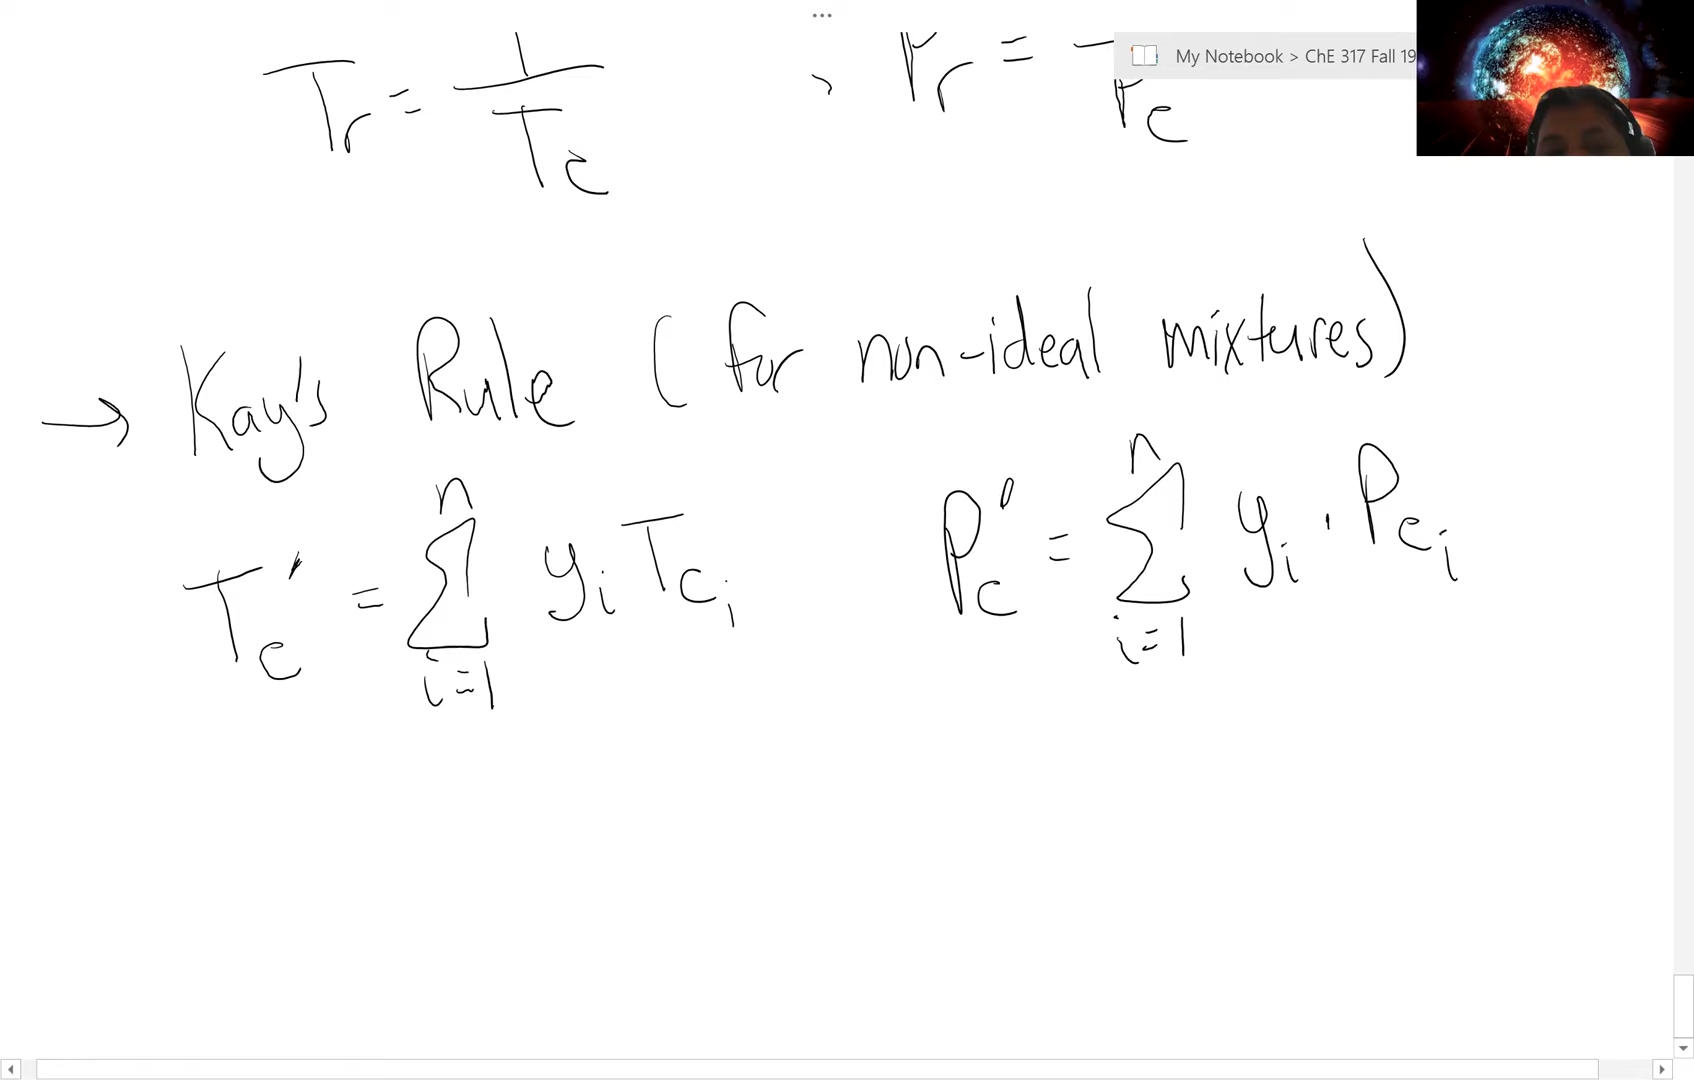 My Notebook > ChE 317 Fall 19
Tr = T/Tc , Pr = P/Pc
→ Kay's Rule (for non-ideal mixtures)
Tc' = Σ_{i=1}^{n} yi Tci    Pc' = Σ_{i=1}^{n} yi · Pci